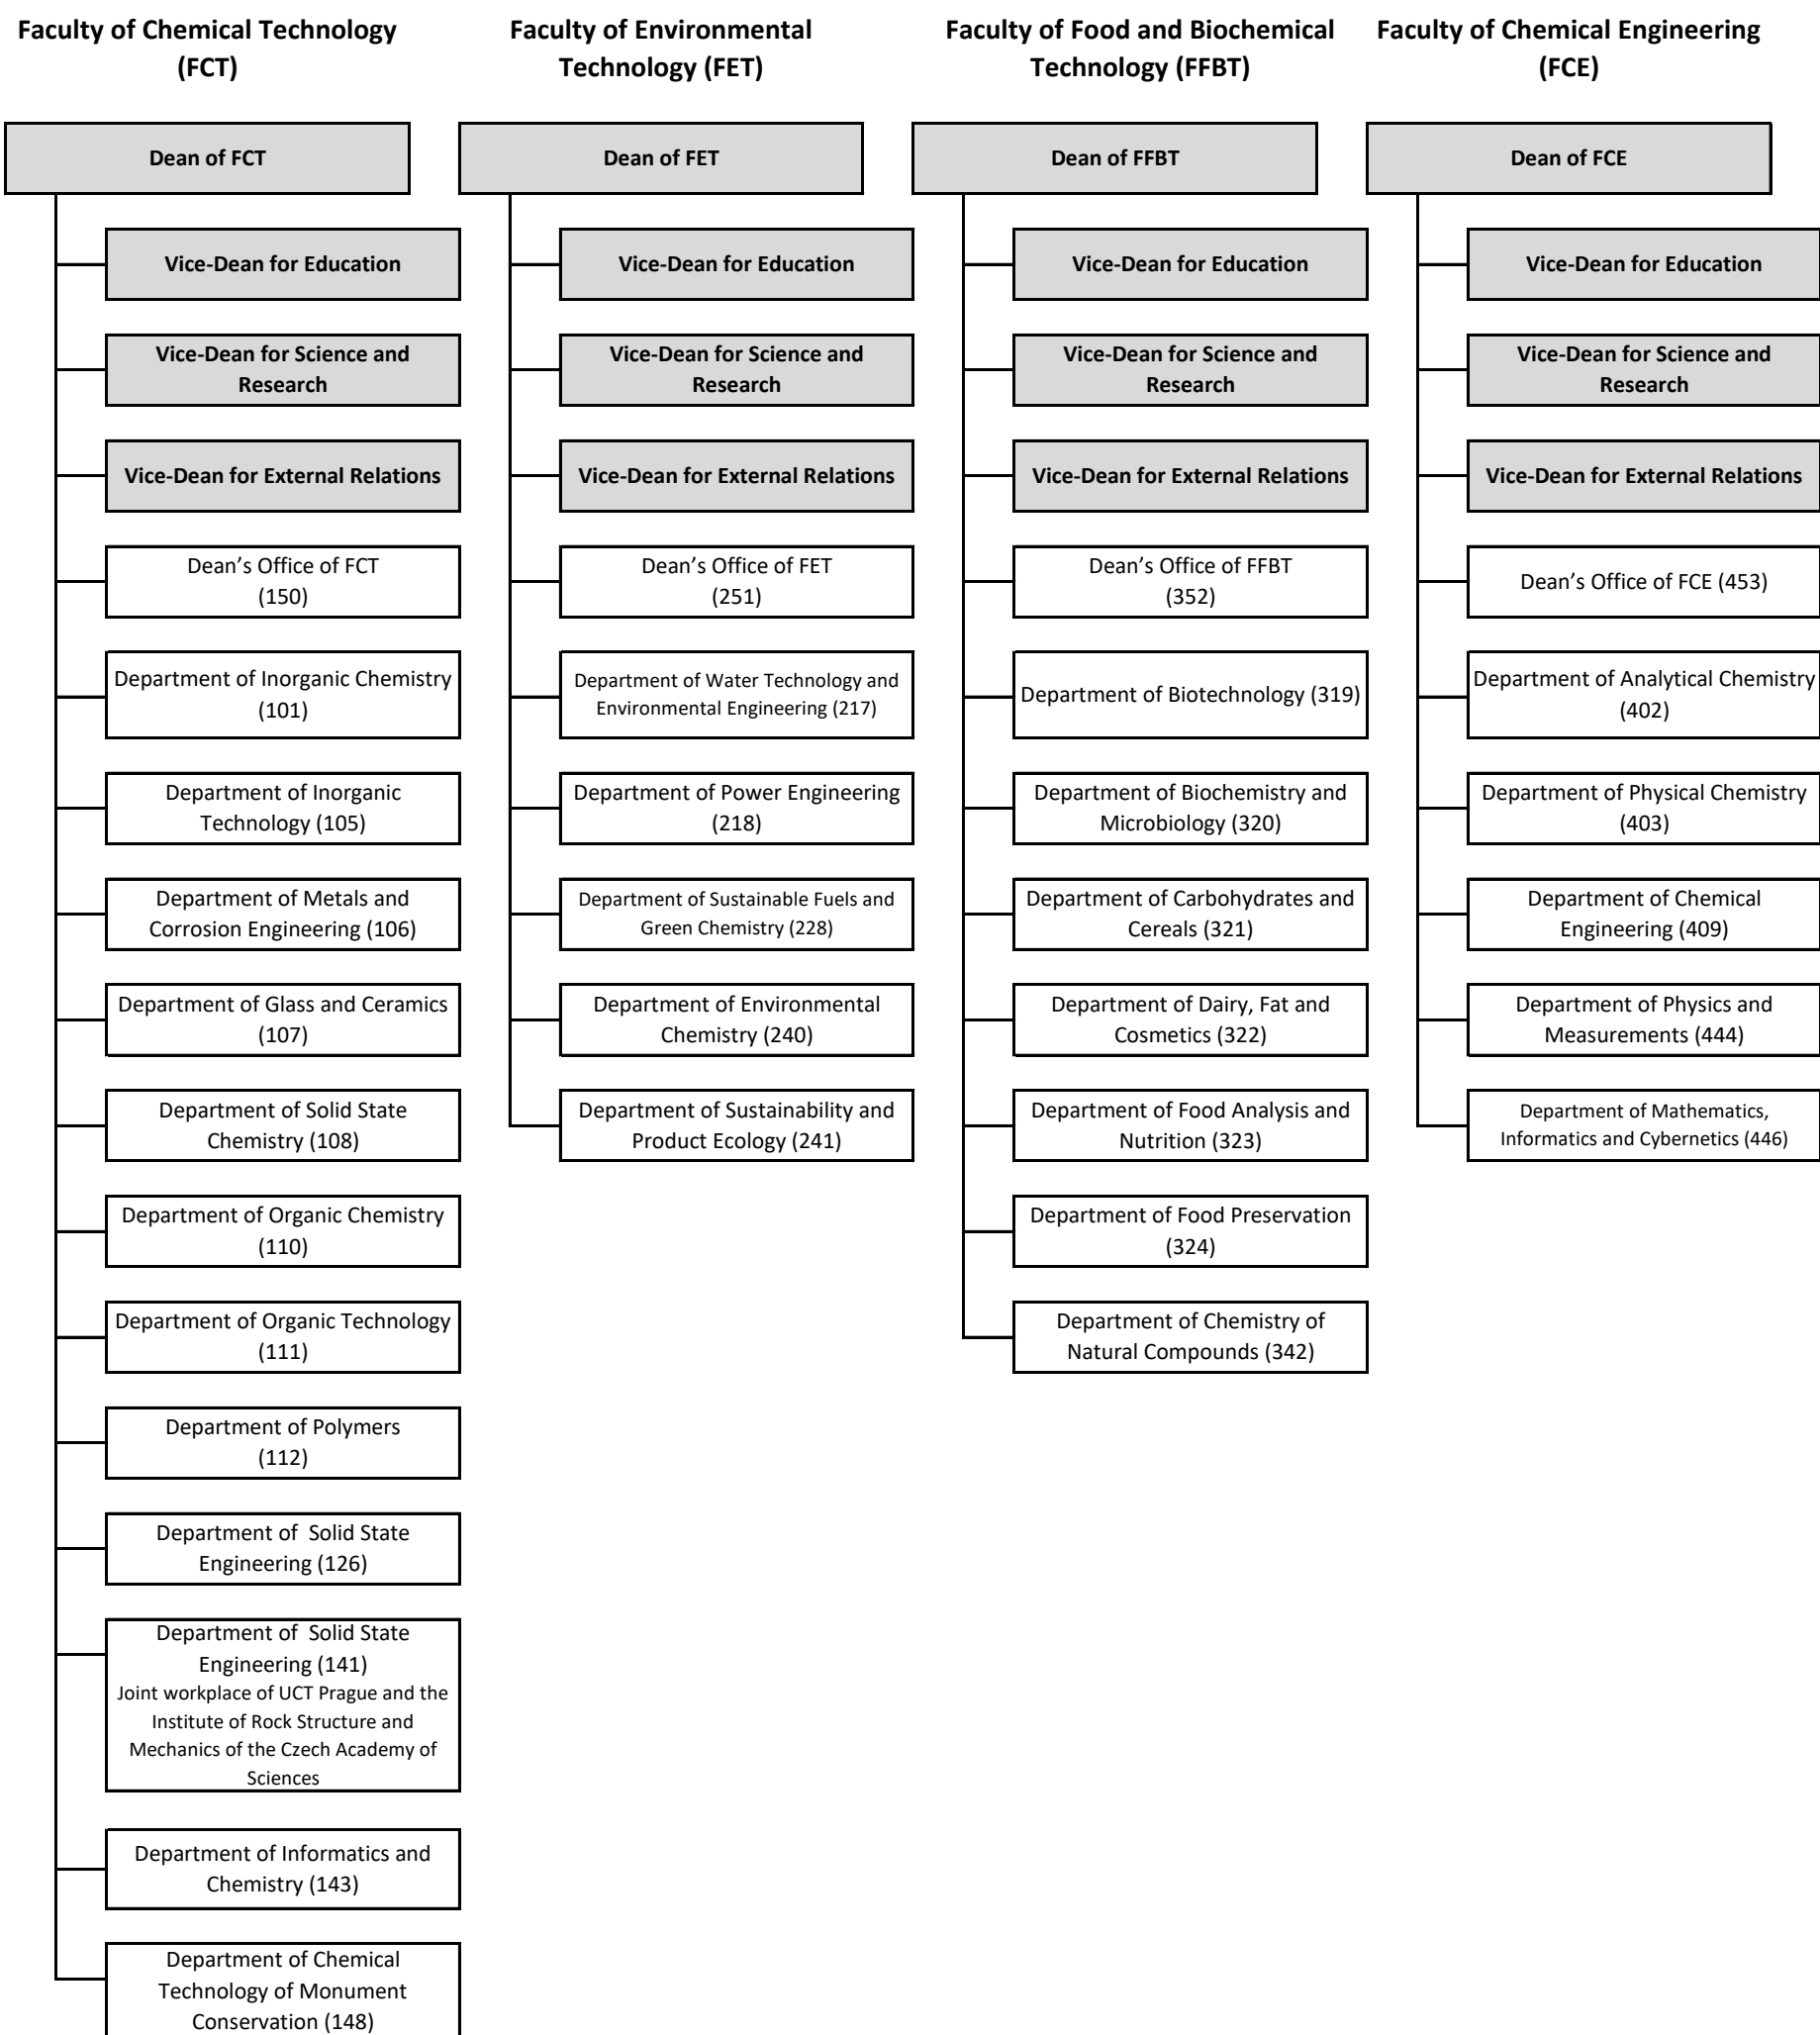 Faculty of Chemical Technology
(FCT)
Dean of FCT
Vice-Dean for Education
Vice-Dean for Science and
Research
Vice-Dean for External Relations
Dean’s Office of FCT
(150)
Department of Inorganic Chemistry
(101)
Department of Inorganic
Technology (105)
Department of Metals and
Corrosion Engineering (106)
Department of Glass and Ceramics
(107)
Department of Solid State
Chemistry (108)
Department of Organic Chemistry
(110)
Department of Organic Technology
(111)
Department of Polymers
(112)
Department of  Solid State
Engineering (126)
Department of  Solid State
Engineering (141)
Joint workplace of UCT Prague and the
Institute of Rock Structure and
Mechanics of the Czech Academy of
Sciences
Department of Informatics and
Chemistry (143)
Department of Chemical
Technology of Monument
Conservation (148)
Faculty of Environmental
Technology (FET)
Dean of FET
Vice-Dean for Education
Vice-Dean for Science and
Research
Vice-Dean for External Relations
Dean’s Office of FET
(251)
Department of Water Technology and
Environmental Engineering (217)
Department of Power Engineering
(218)
Department of Sustainable Fuels and
Green Chemistry (228)
Department of Environmental
Chemistry (240)
Department of Sustainability and
Product Ecology (241)
Faculty of Food and Biochemical
Technology (FFBT)
Dean of FFBT
Vice-Dean for Education
Vice-Dean for Science and
Research
Vice-Dean for External Relations
Dean’s Office of FFBT
(352)
Department of Biotechnology (319)
Department of Biochemistry and
Microbiology (320)
Department of Carbohydrates and
Cereals (321)
Department of Dairy, Fat and
Cosmetics (322)
Department of Food Analysis and
Nutrition (323)
Department of Food Preservation
(324)
Department of Chemistry of
Natural Compounds (342)
Faculty of Chemical Engineering
(FCE)
Dean of FCE
Vice-Dean for Education
Vice-Dean for Science and
Research
Vice-Dean for External Relations
Dean’s Office of FCE (453)
Department of Analytical Chemistry
(402)
Department of Physical Chemistry
(403)
Department of Chemical
Engineering (409)
Department of Physics and
Measurements (444)
Department of Mathematics,
Informatics and Cybernetics (446)